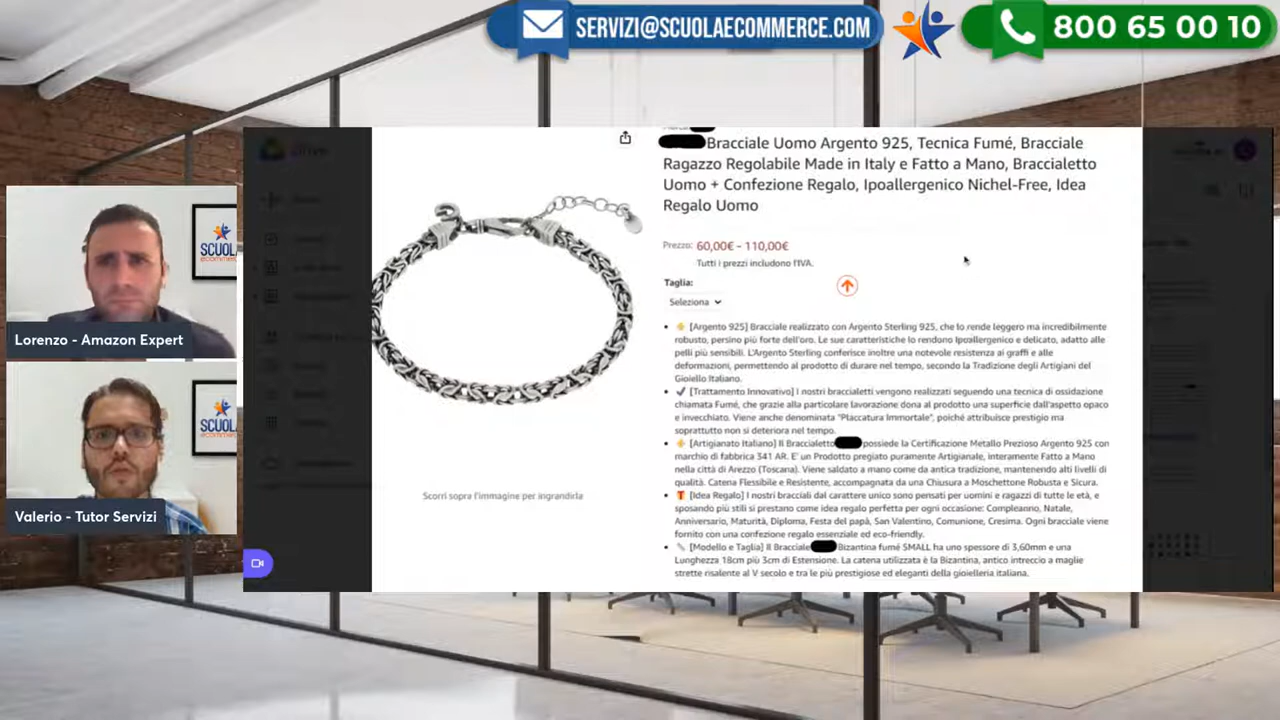 SERVIZI@SCUOLAECOMMERCE.COM
800 65 00 10
Bracciale Uomo Argento 925, Tecnica Fumé, Bracciale
Ragazzo Regolabile Made in Italy e Fatto a Mano, Braccialetto
Uomo + Confezione Regalo, Ipoallergenico Nichel-Free, Idea
Regalo Uomo
Prezzo: 60,00€ - 110,00€
Tutti i prezzi includono l'IVA.
Taglia:
Seleziona
[Argento 925] Bracciale realizzato con Argento Sterling 925, che lo rende leggero ma incredibilmente
robusto, persino più forte dell'oro. Le sue caratteristiche lo rendono Ipoallergenico e delicato, adatto alle
pelli più sensibili. L'Argento Sterling conferisce inoltre una notevole resistenza ai graffi e alle
deformazioni, permettendo al prodotto di durare nel tempo, secondo la Tradizione degli Artigiani del
Gioiello Italiano.
[Trattamento Innovativo] I nostri braccialetti vengono realizzati seguendo una tecnica di ossidazione
chiamata Fumé, che grazie alla particolare lavorazione dona al prodotto una superficie dall'aspetto opaco
e invecchiato. Viene anche denominata "Placcatura Immortale", poiché attribuisce prestigio ma
soprattutto non si deteriora nel tempo.
[Artigianato Italiano] Il Braccialetto possiede la Certificazione Metallo Prezioso Argento 925 con
marchio di fabbrica 341 AR. E' un Prodotto pregiato puramente Artigianale, interamente Fatto a Mano
nella città di Arezzo (Toscana). Viene saldato a mano come da antica tradizione, mantenendo alti livelli di
qualità. Catena Flessibile e Resistente, accompagnata da una Chiusura a Moschettone Robusta e Sicura.
[Idea Regalo] I nostri bracciali dal carattere unico sono pensati per uomini e ragazzi di tutte le età, e
sposando più stili si prestano come idea regalo perfetta per ogni occasione: Compleanno, Natale,
Anniversario, Maturità, Diploma, Festa del papà, San Valentino, Comunione, Cresima. Ogni bracciale viene
fornito con una confezione regalo essenziale ed eco-friendly.
[Modello e Taglia] Il Bracciale Bizantina fumé SMALL ha uno spessore di 3,60mm e una
Lunghezza 18cm più 3cm di Estensione. La catena utilizzata è la Bizantina, antico intreccio a maglie
strette risalente al V secolo e tra le più prestigiose ed eleganti della gioielleria italiana.
Scorri sopra l'immagine per ingrandirla
SCUOL
ecommerc
Lorenzo - Amazon Expert
SCUOL
ecommerc
Valerio - Tutor Servizi